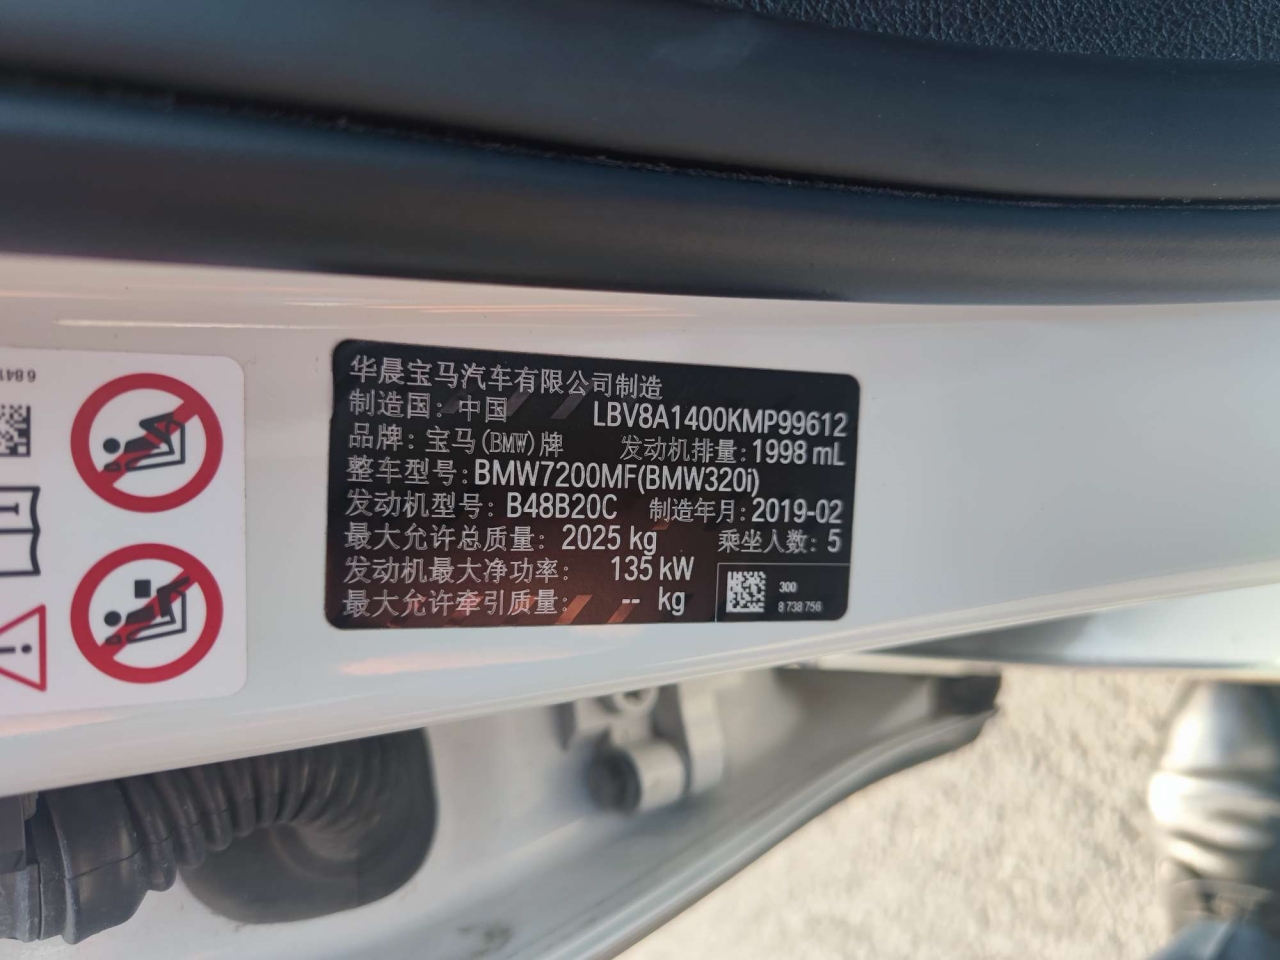 6841
华晨宝马汽车有限公司制造
制造国: 中国 LBV8A1400KMP99612
品牌: 宝马(BMW)牌 发动机排量: 1998 mL
整车型号: BMW7200MF(BMW320i)
发动机型号: B48B20C 制造年月: 2019-02
最大允许总质量: 2025 kg 乘坐人数: 5
发动机最大净功率: 135 kW
最大允许牵引质量: -- kg
300
8 738 756